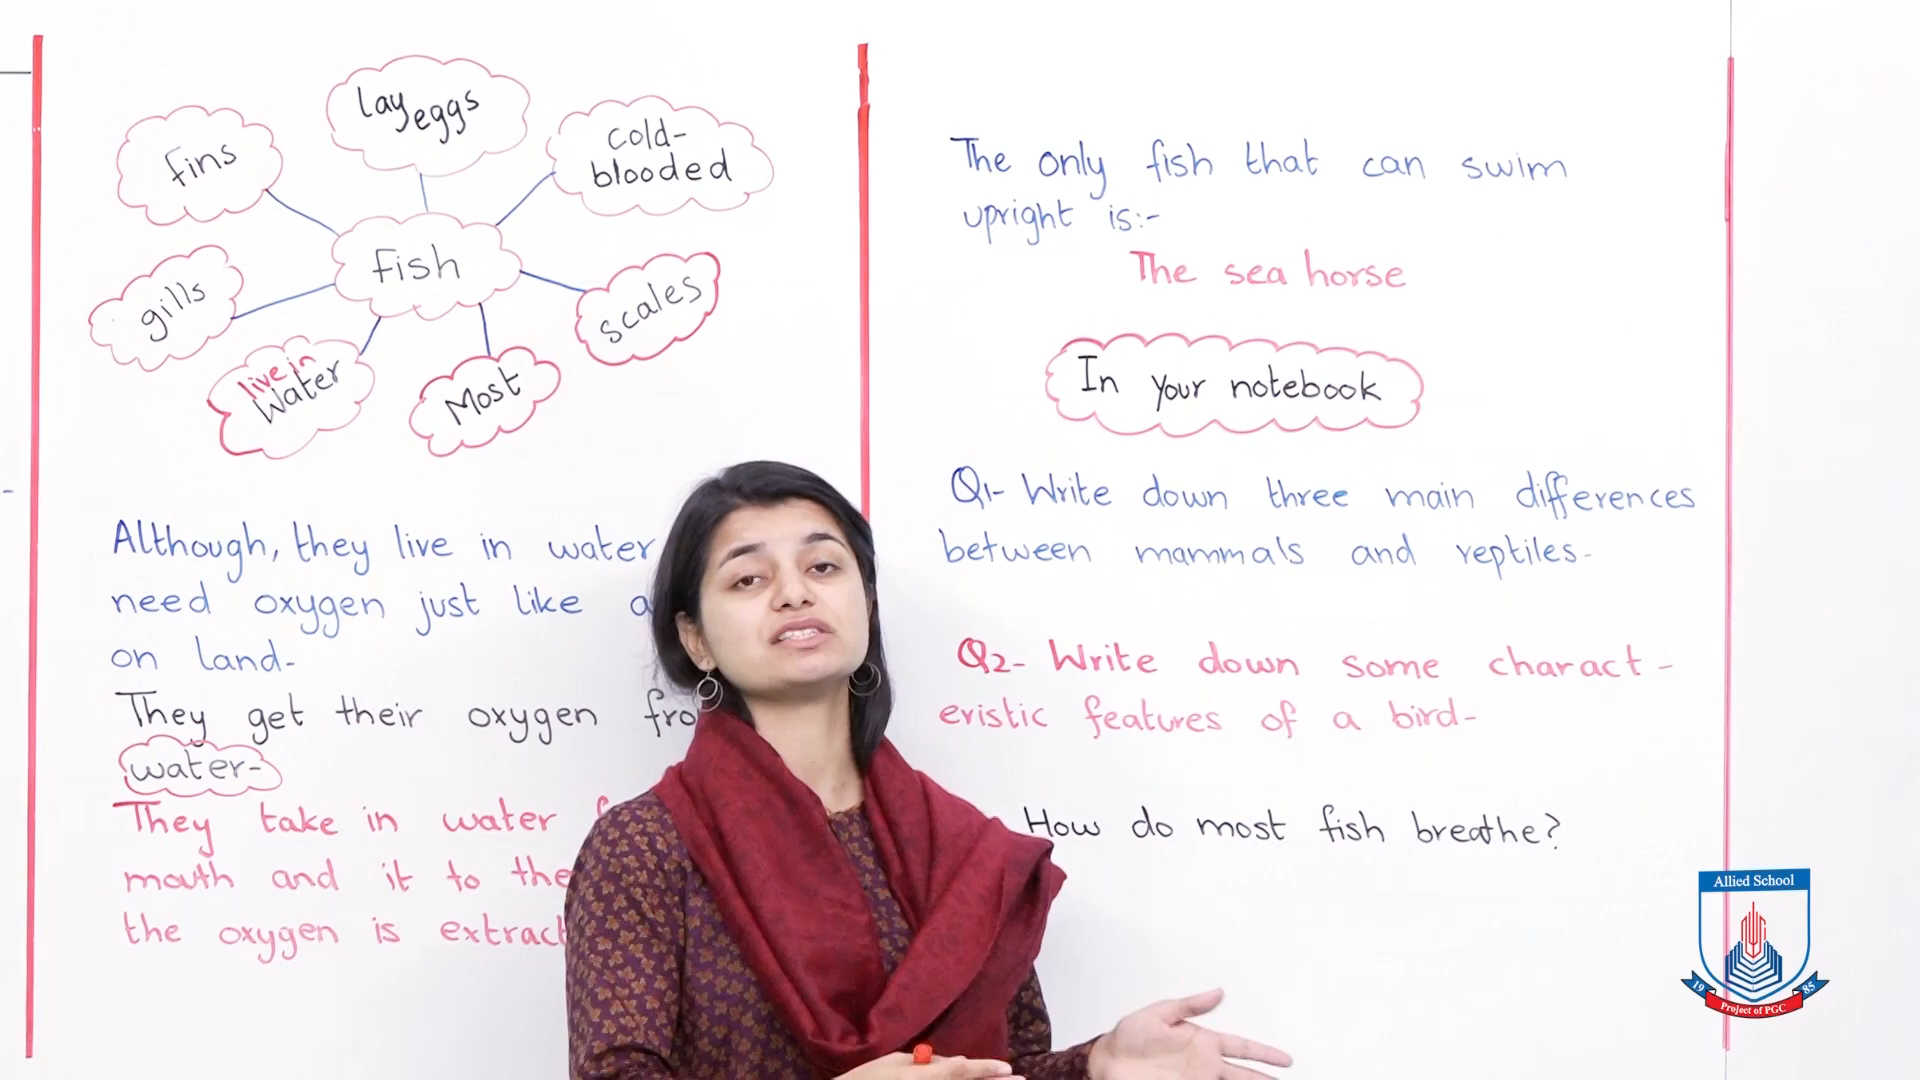 lay
eggs
fins
cold-
blooded
fish
gills
scales
live in
Water
Most
Although, they live in water
need oxygen just like
on land-
They get their oxygen
water-
They take in water
mouth and it to the
the oxygen is extract
The only fish that can swim
upright is:-
The sea horse
In your notebook
Q1- Write down three main differences
between mammals and reptiles-
Q2- Write down some charact-
eristic features of a bird-
How do most fish breathe?
Allied School
1985
Project of PGC